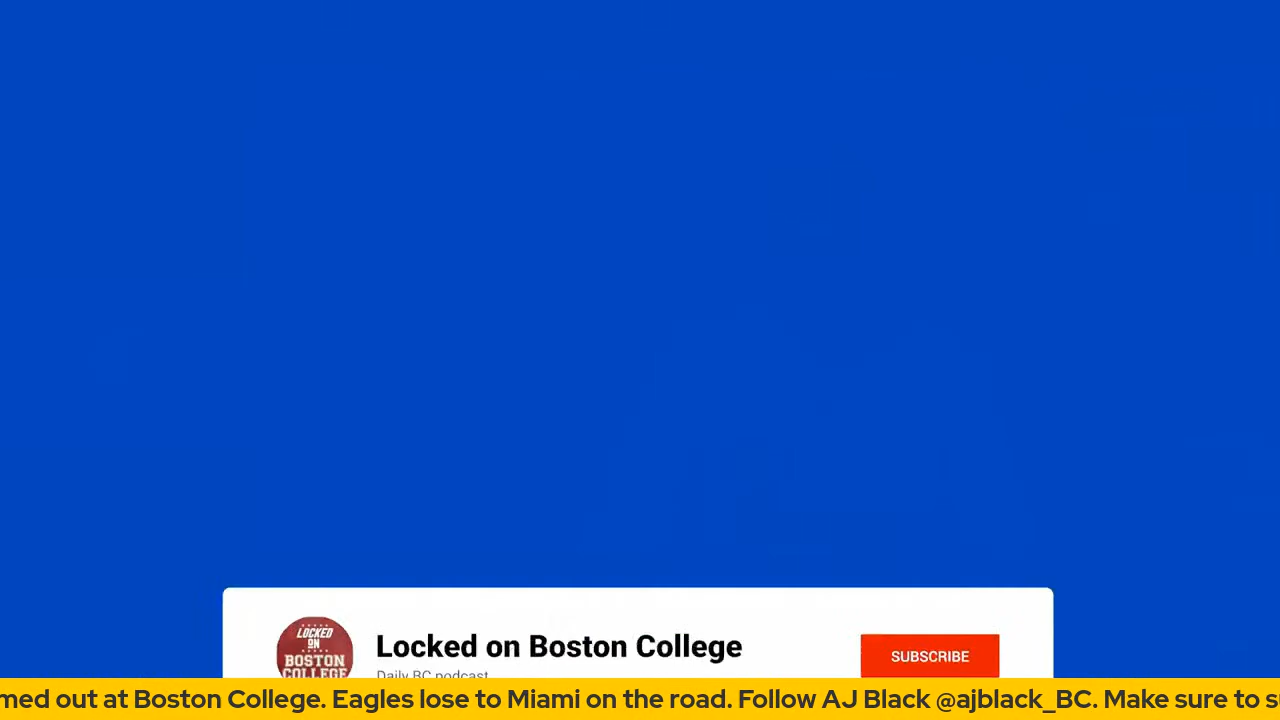 LOCKED
ON
BOSTON
COLLEGE
Locked on Boston College
Daily BC podcast
SUBSCRIBE
med out at Boston College. Eagles lose to Miami on the road. Follow AJ Black @ajblack_BC. Make sure to s